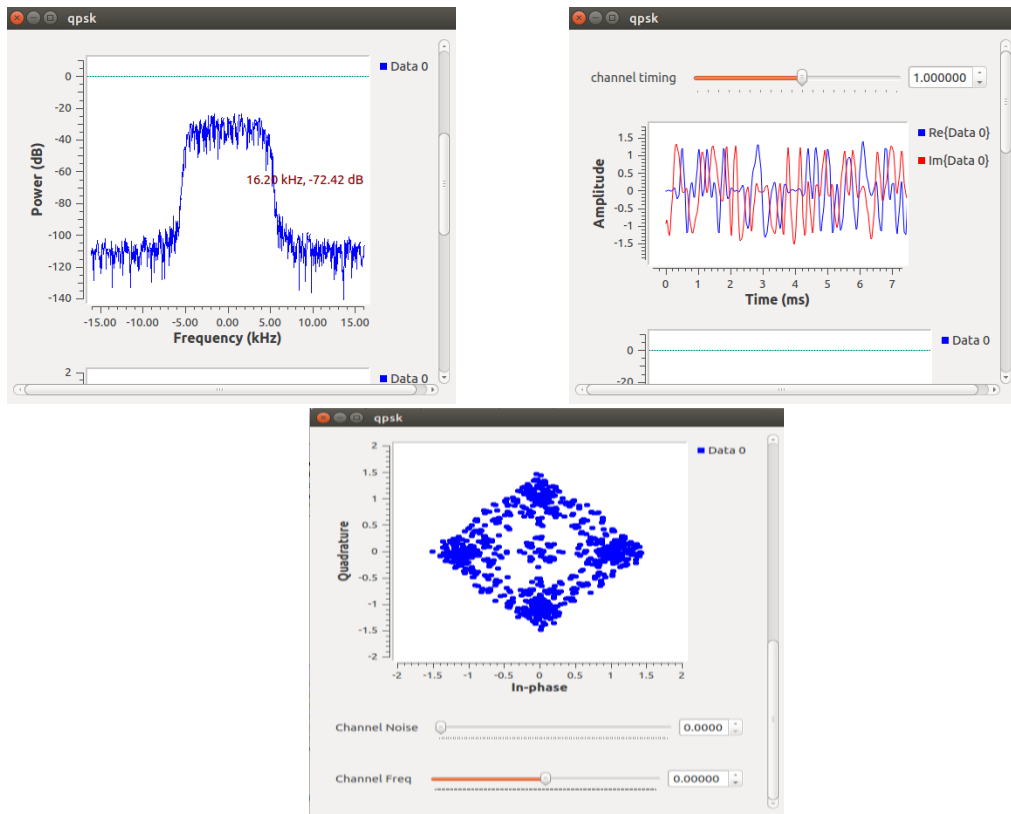 qpsk
Data 0
0
-20
-40
-60
-80
-100
-120
-140
Power (dB)
16.20 kHz, -72.42 dB
-15.00 -10.00 -5.00 0.00 5.00 10.00 15.00
Frequency (kHz)
2
Data 0
qpsk
channel timing 1.000000
Re{Data 0}
Im{Data 0}
1.5
1
0.5
0
-0.5
-1
-1.5
Amplitude
0 1 2 3 4 5 6 7
Time (ms)
0
-20
Data 0
qpsk
Data 0
2
1.5
1
0.5
0
-0.5
-1
-1.5
-2
Quadrature
-2 -1.5 -1 -0.5 0 0.5 1 1.5 2
In-phase
Channel Noise 0.0000
Channel Freq 0.00000